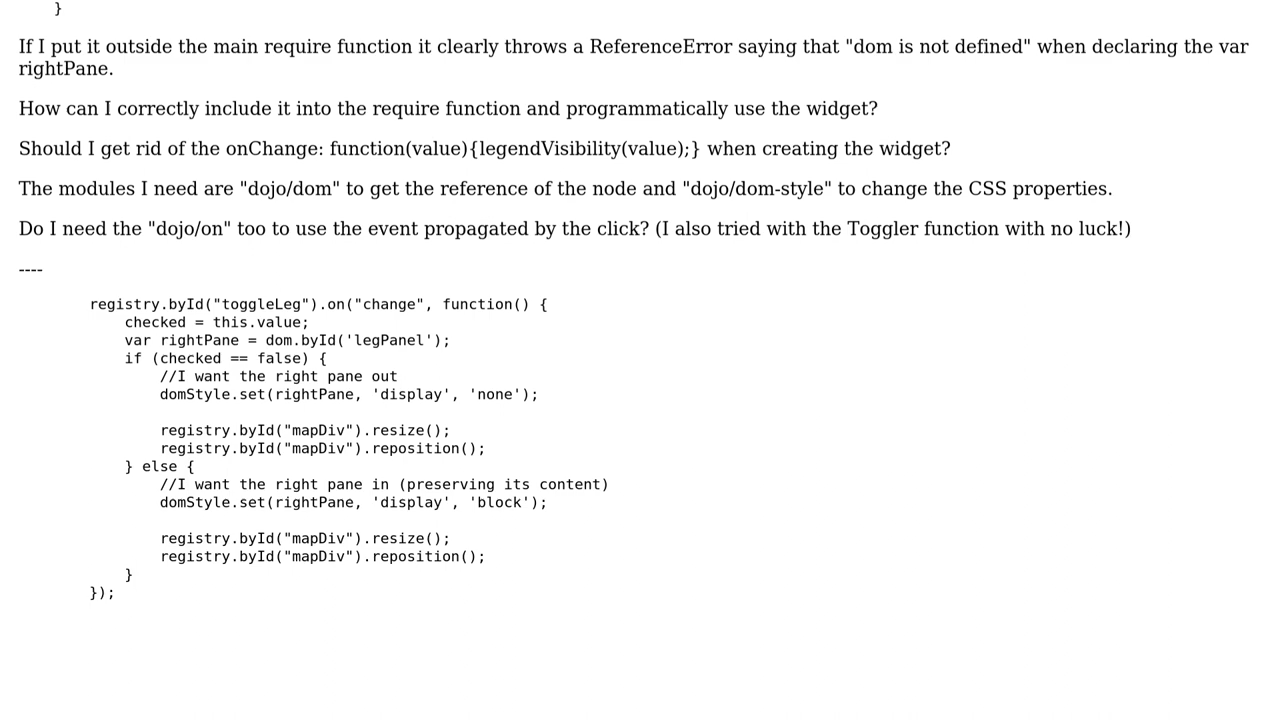 }
If I put it outside the main require function it clearly throws a ReferenceError saying that "dom is not defined" when declaring the var
rightPane.
How can I correctly include it into the require function and programmatically use the widget?
Should I get rid of the onChange: function(value){legendVisibility(value);} when creating the widget?
The modules I need are "dojo/dom" to get the reference of the node and "dojo/dom-style" to change the CSS properties.
Do I need the "dojo/on" too to use the event propagated by the click? (I also tried with the Toggler function with no luck!)
----
registry.byId("toggleLeg").on("change", function() {
    checked = this.value;
    var rightPane = dom.byId('legPanel');
    if (checked == false) {
        //I want the right pane out
        domStyle.set(rightPane, 'display', 'none');
        registry.byId("mapDiv").resize();
        registry.byId("mapDiv").reposition();
    } else {
        //I want the right pane in (preserving its content)
        domStyle.set(rightPane, 'display', 'block');
        registry.byId("mapDiv").resize();
        registry.byId("mapDiv").reposition();
    }
});